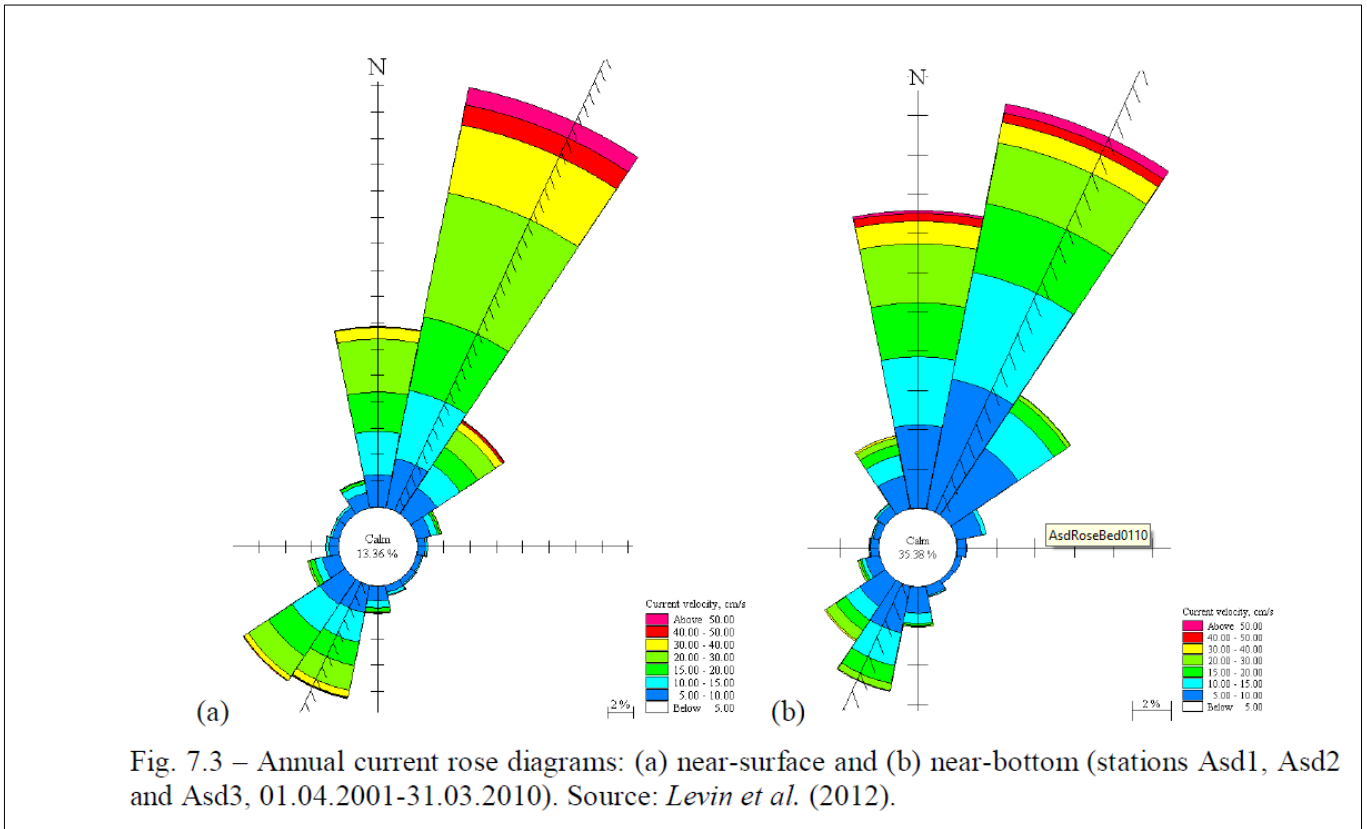 N
Calm
13.36 %
Current velocity, cm/s
Above 50.00
40.00 - 50.00
30.00 - 40.00
20.00 - 30.00
15.00 - 20.00
10.00 - 15.00
5.00 - 10.00
Below 5.00
2 %
(a)
N
Calm
35.38 %
AsdRoseBed0110
Current velocity, cm/s
Above 50.00
40.00 - 50.00
30.00 - 40.00
20.00 - 30.00
15.00 - 20.00
10.00 - 15.00
5.00 - 10.00
Below 5.00
2 %
(b)
Fig. 7.3 – Annual current rose diagrams: (a) near-surface and (b) near-bottom (stations Asd1, Asd2
and Asd3, 01.04.2001-31.03.2010). Source: Levin et al. (2012).